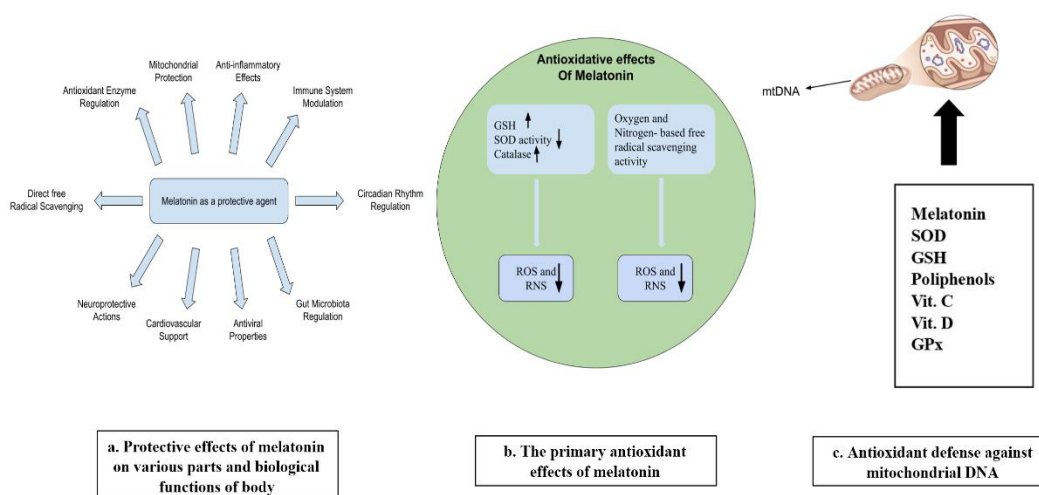 Mitochondrial
Protection
Anti-inflammatory
Effects
Antioxidant Enzyme
Regulation
Immune System
Modulation
Direct free
Radical Scavenging
Melatonin as a protective agent
Circadian Rhythm
Regulation
Neuroprotective
Actions
Cardiovascular
Support
Antiviral
Properties
Gut Microbiota
Regulation
a. Protective effects of melatonin
on various parts and biological
functions of body
Antioxidative effects
Of Melatonin
GSH
SOD activity
Catalase
Oxygen and
Nitrogen- based free
radical scavenging
activity
ROS and
RNS
ROS and
RNS
b. The primary antioxidant
effects of melatonin
mtDNA
Melatonin
SOD
GSH
Poliphenols
Vit. C
Vit. D
GPx
c. Antioxidant defense against
mitochondrial DNA